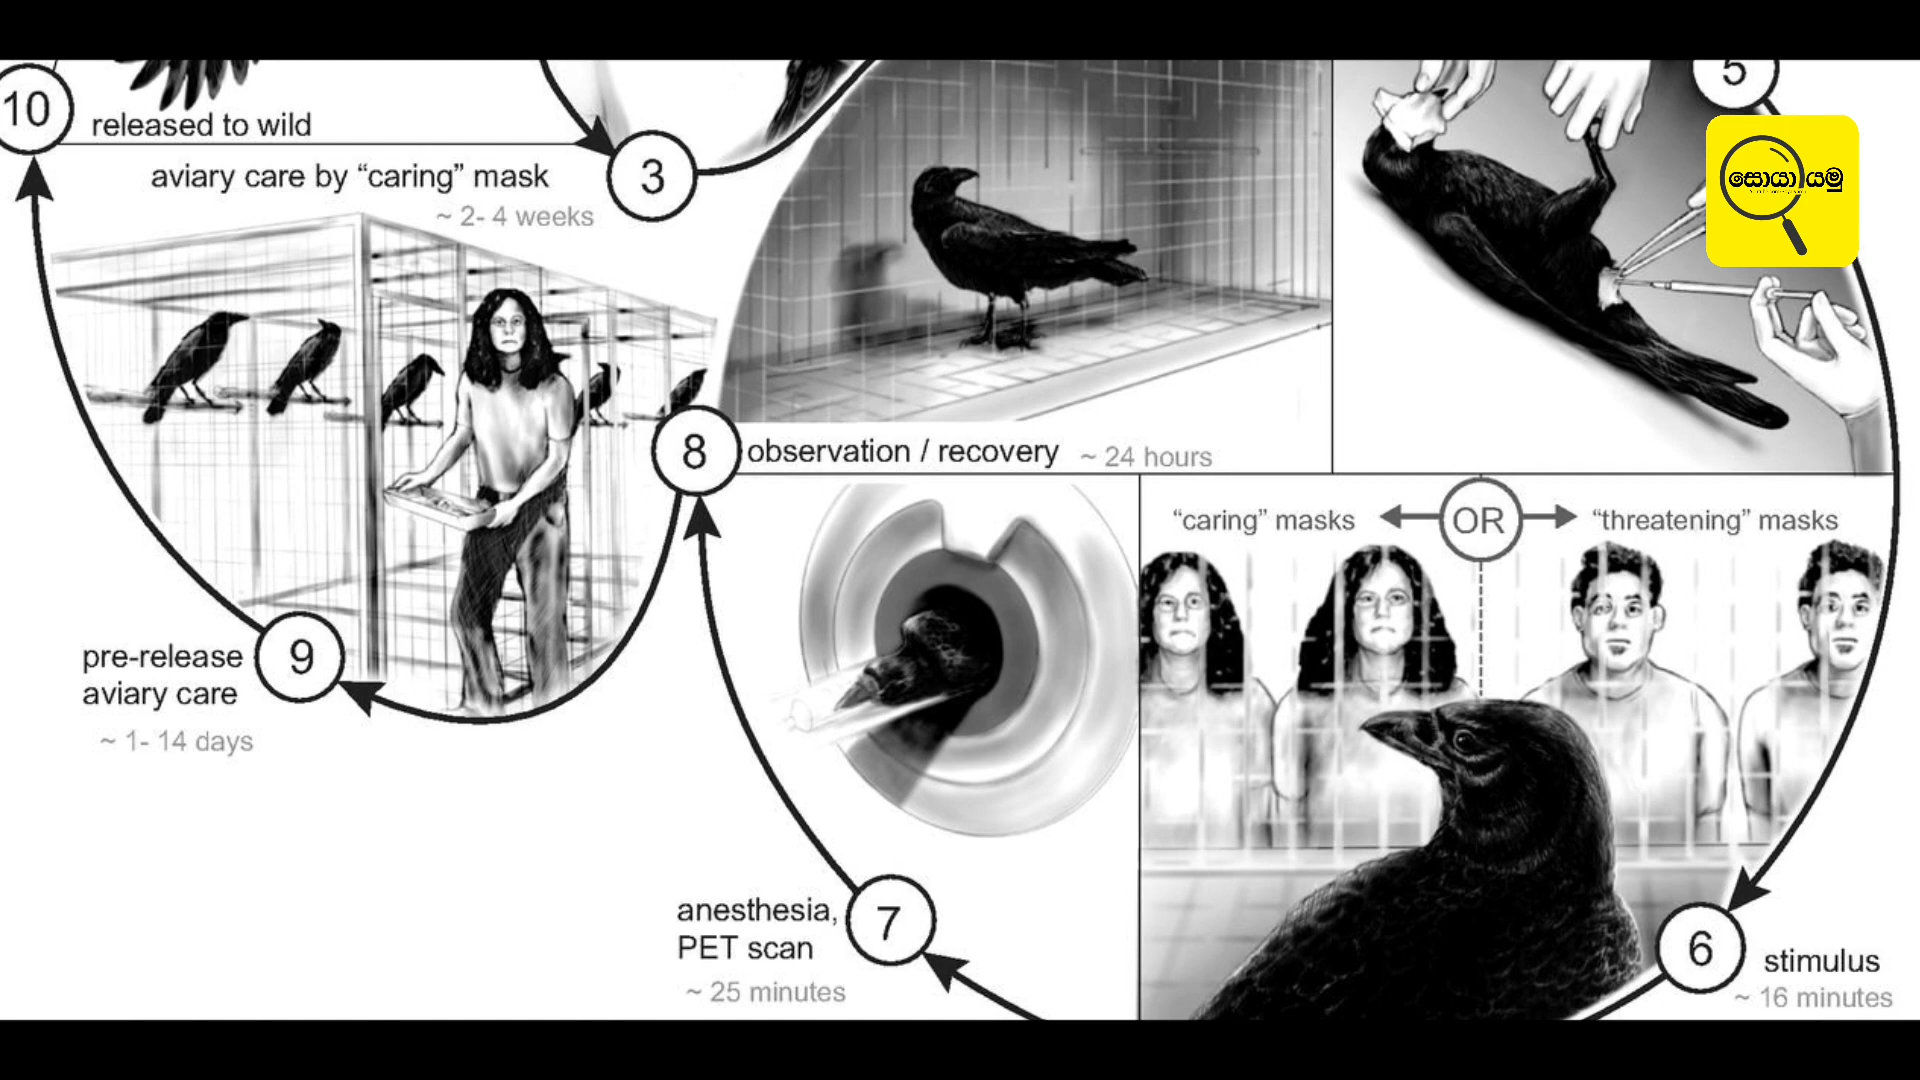 10
released to wild
aviary care by “caring” mask
~ 2- 4 weeks
3
5
සොයා යමු
8
observation / recovery ~ 24 hours
“caring” masks OR “threatening” masks
9
pre-release
aviary care
~ 1- 14 days
7
anesthesia,
PET scan
~ 25 minutes
6
stimulus
~ 16 minutes